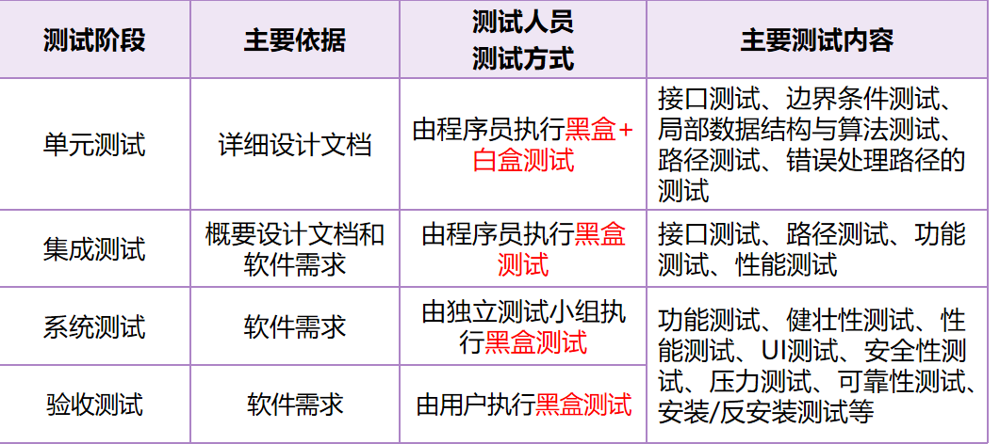 测试阶段
主要依据
测试人员
测试方式
主要测试内容
单元测试
详细设计文档
由程序员执行黑盒+
白盒测试
接口测试、边界条件测试、
局部数据结构与算法测试、
路径测试、错误处理路径的
测试
集成测试
概要设计文档和
软件需求
由程序员执行黑盒
测试
接口测试、路径测试、功能
测试、性能测试
系统测试
软件需求
由独立测试小组执
行黑盒测试
功能测试、健壮性测试、性
能测试、UI测试、安全性测
试、压力测试、可靠性测试、
安装/反安装测试等
验收测试
软件需求
由用户执行黑盒测试